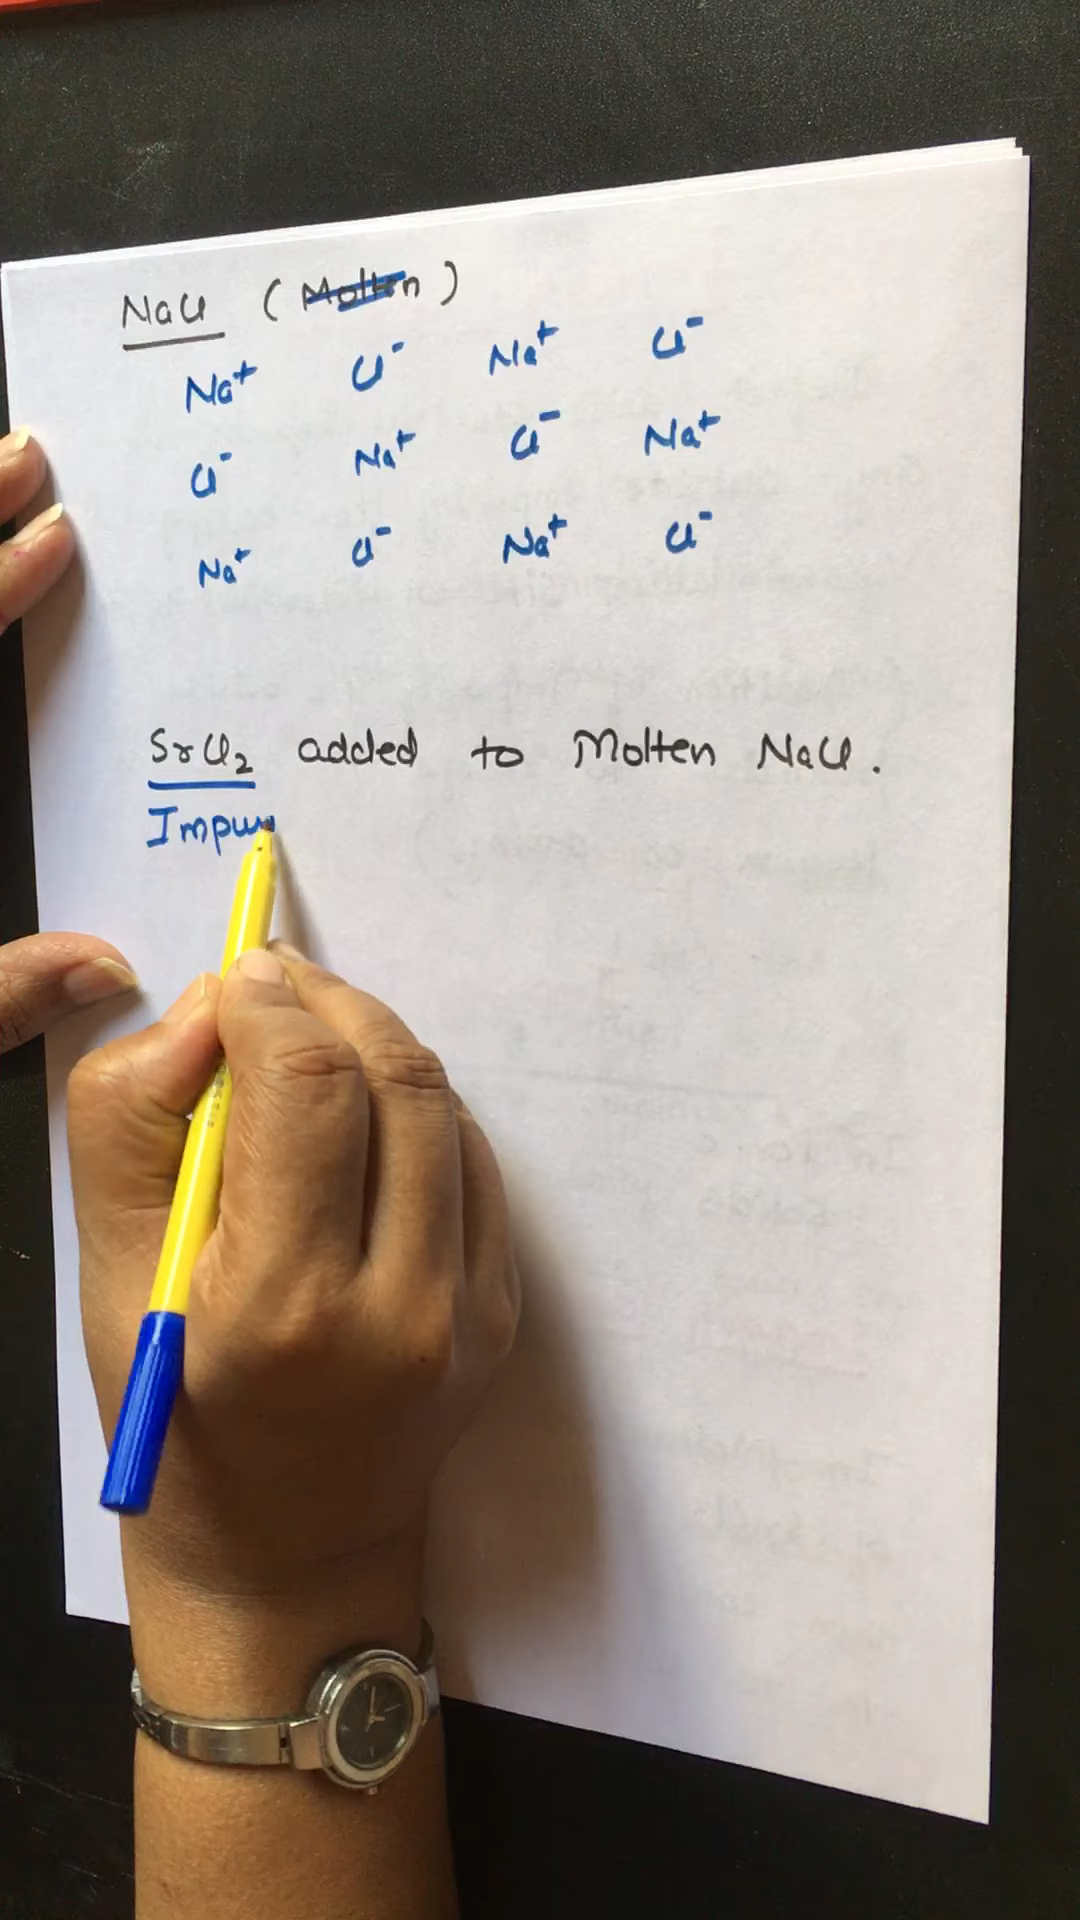 NaCl (Molten)
Na⁺ Cl⁻ Na⁺ Cl⁻
Cl⁻ Na⁺ Cl⁻ Na⁺
Na⁺ Cl⁻ Na⁺ Cl⁻
SrCl₂ added to Molten NaCl.
Impur